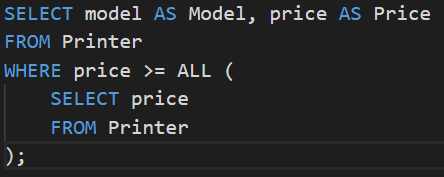 SELECT model AS Model, price AS Price
FROM Printer
WHERE price >= ALL (
    SELECT price
    FROM Printer
);